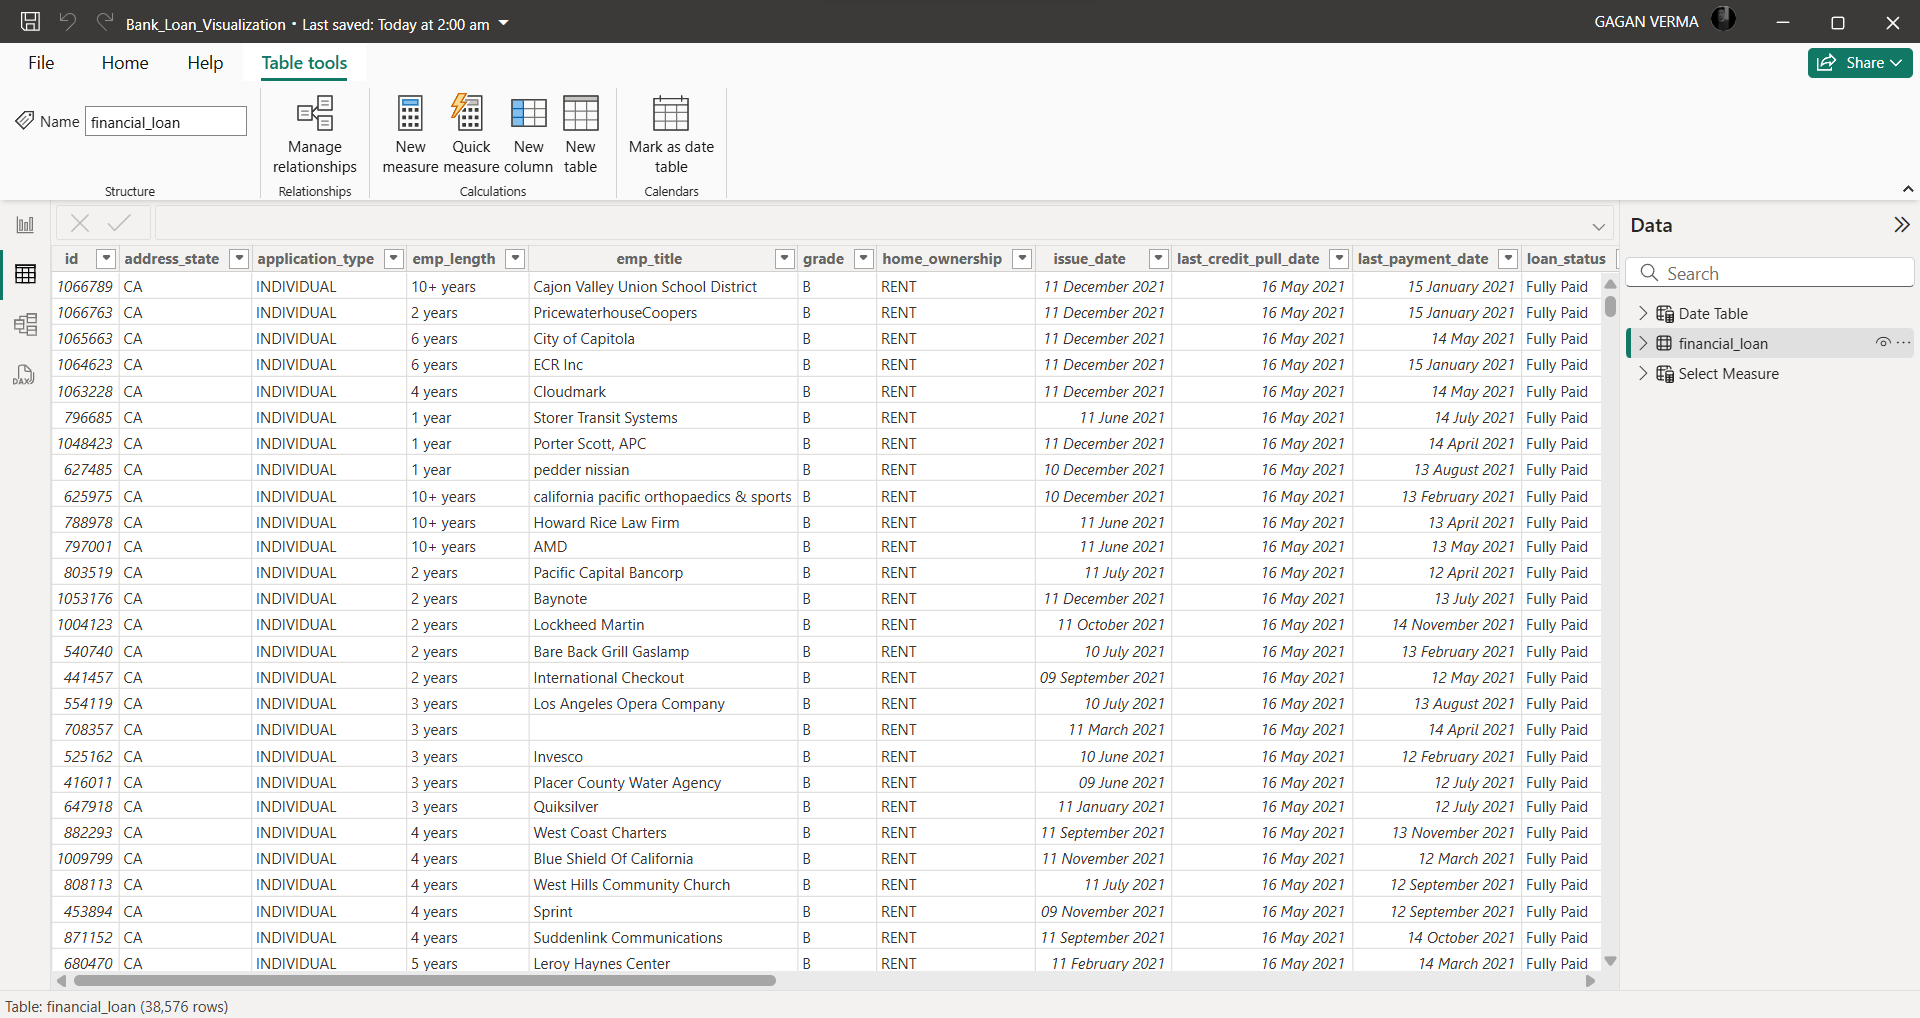 Bank_Loan_Visualization • Last saved: Today at 2:00 am
GAGAN VERMA
File Home Help Table tools
Share
Name financial_loan
Manage relationships
New measure
Quick measure
New column
New table
Mark as date table
Structure Relationships Calculations Calendars
Data
Search
Date Table
financial_loan
Select Measure
DAX
id address_state application_type emp_length emp_title grade home_ownership issue_date last_credit_pull_date last_payment_date loan_status
1066789 CA INDIVIDUAL 10+ years Cajon Valley Union School District B RENT 11 December 2021 16 May 2021 15 January 2021 Fully Paid
1066763 CA INDIVIDUAL 2 years PricewaterhouseCoopers B RENT 11 December 2021 16 May 2021 15 January 2021 Fully Paid
1065663 CA INDIVIDUAL 6 years City of Capitola B RENT 11 December 2021 16 May 2021 14 May 2021 Fully Paid
1064623 CA INDIVIDUAL 6 years ECR Inc B RENT 11 December 2021 16 May 2021 15 January 2021 Fully Paid
1063228 CA INDIVIDUAL 4 years Cloudmark B RENT 11 December 2021 16 May 2021 14 May 2021 Fully Paid
796685 CA INDIVIDUAL 1 year Storer Transit Systems B RENT 11 June 2021 16 May 2021 14 July 2021 Fully Paid
1048423 CA INDIVIDUAL 1 year Porter Scott, APC B RENT 11 December 2021 16 May 2021 14 April 2021 Fully Paid
627485 CA INDIVIDUAL 1 year pedder nissian B RENT 10 December 2021 16 May 2021 13 August 2021 Fully Paid
625975 CA INDIVIDUAL 10+ years california pacific orthopaedics & sports B RENT 10 December 2021 16 May 2021 13 February 2021 Fully Paid
788978 CA INDIVIDUAL 10+ years Howard Rice Law Firm B RENT 11 June 2021 16 May 2021 13 April 2021 Fully Paid
797001 CA INDIVIDUAL 10+ years AMD B RENT 11 June 2021 16 May 2021 13 May 2021 Fully Paid
803519 CA INDIVIDUAL 2 years Pacific Capital Bancorp B RENT 11 July 2021 16 May 2021 12 April 2021 Fully Paid
1053176 CA INDIVIDUAL 2 years Baynote B RENT 11 December 2021 16 May 2021 13 July 2021 Fully Paid
1004123 CA INDIVIDUAL 2 years Lockheed Martin B RENT 11 October 2021 16 May 2021 14 November 2021 Fully Paid
540740 CA INDIVIDUAL 2 years Bare Back Grill Gaslamp B RENT 10 July 2021 16 May 2021 13 February 2021 Fully Paid
441457 CA INDIVIDUAL 2 years International Checkout B RENT 09 September 2021 16 May 2021 12 May 2021 Fully Paid
554119 CA INDIVIDUAL 3 years Los Angeles Opera Company B RENT 10 July 2021 16 May 2021 13 August 2021 Fully Paid
708357 CA INDIVIDUAL 3 years B RENT 11 March 2021 16 May 2021 14 April 2021 Fully Paid
525162 CA INDIVIDUAL 3 years Invesco B RENT 10 June 2021 16 May 2021 12 February 2021 Fully Paid
416011 CA INDIVIDUAL 3 years Placer County Water Agency B RENT 09 June 2021 16 May 2021 12 July 2021 Fully Paid
647918 CA INDIVIDUAL 3 years Quiksilver B RENT 11 January 2021 16 May 2021 12 July 2021 Fully Paid
882293 CA INDIVIDUAL 4 years West Coast Charters B RENT 11 September 2021 16 May 2021 13 November 2021 Fully Paid
1009799 CA INDIVIDUAL 4 years Blue Shield Of California B RENT 11 November 2021 16 May 2021 12 March 2021 Fully Paid
808113 CA INDIVIDUAL 4 years West Hills Community Church B RENT 11 July 2021 16 May 2021 12 September 2021 Fully Paid
453894 CA INDIVIDUAL 4 years Sprint B RENT 09 November 2021 16 May 2021 12 September 2021 Fully Paid
871152 CA INDIVIDUAL 4 years Suddenlink Communications B RENT 11 September 2021 16 May 2021 14 October 2021 Fully Paid
680470 CA INDIVIDUAL 5 years Leroy Haynes Center B RENT 11 February 2021 16 May 2021 14 March 2021 Fully Paid
Table: financial_loan (38,576 rows)